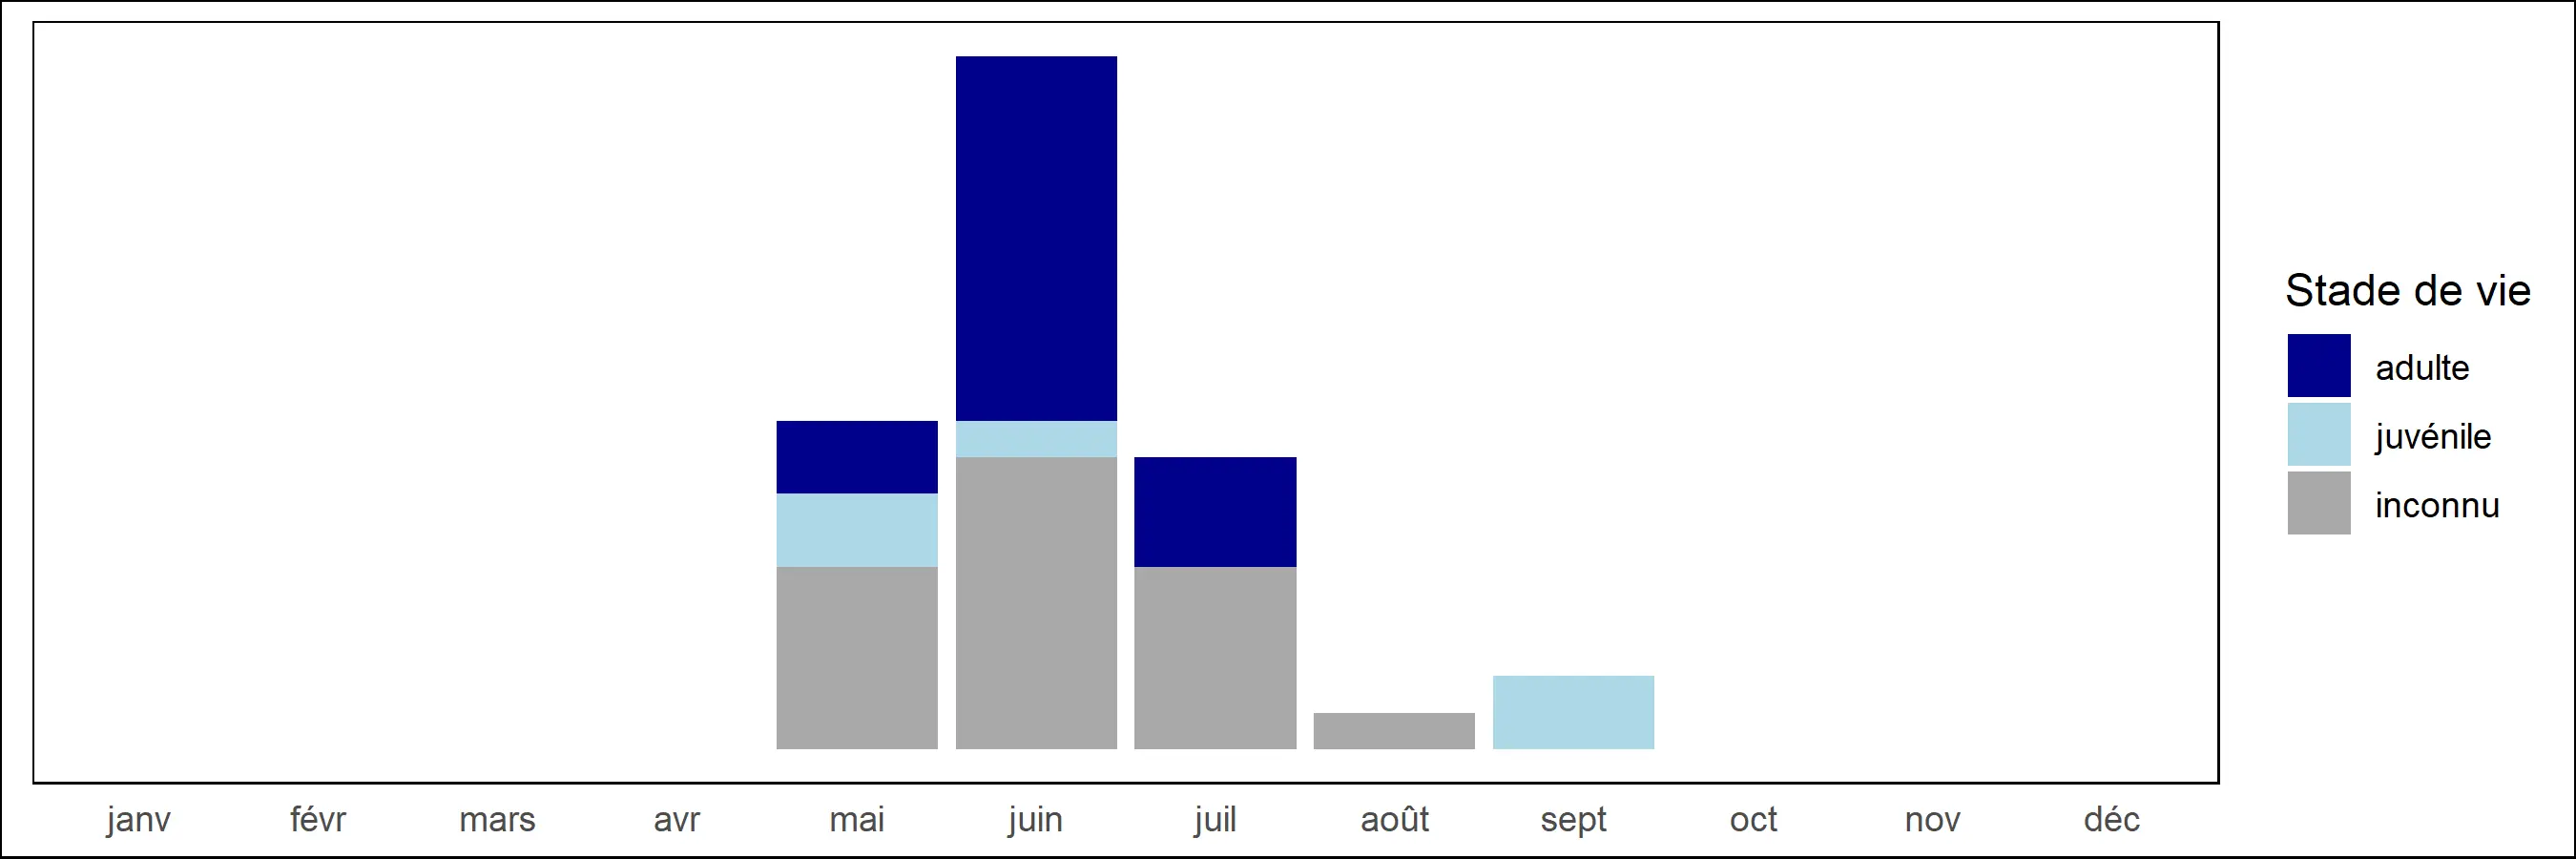 Stade de vie
adulte
juvénile
inconnu
janv févr mars avr mai juin juil août sept oct nov déc